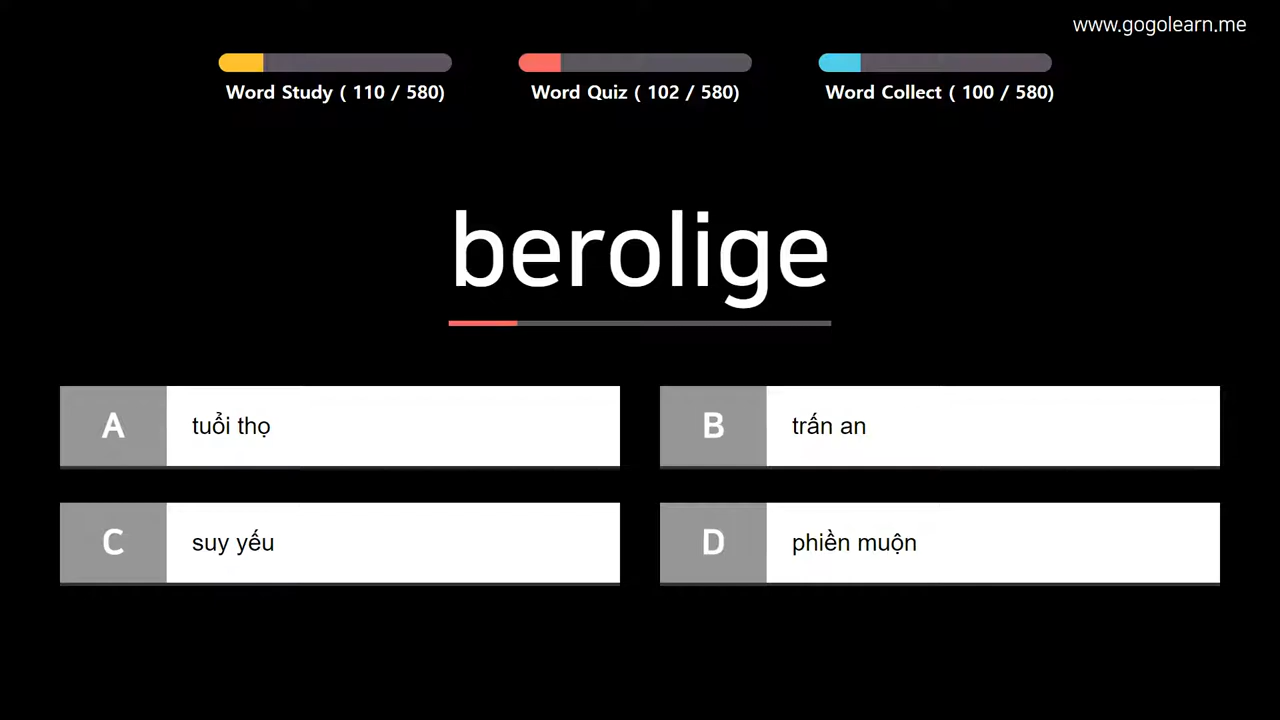 www.gogolearn.me
Word Study ( 110 / 580)
Word Quiz ( 102 / 580)
Word Collect ( 100 / 580)
berolige
A tuổi thọ
B trấn an
C suy yếu
D phiền muộn